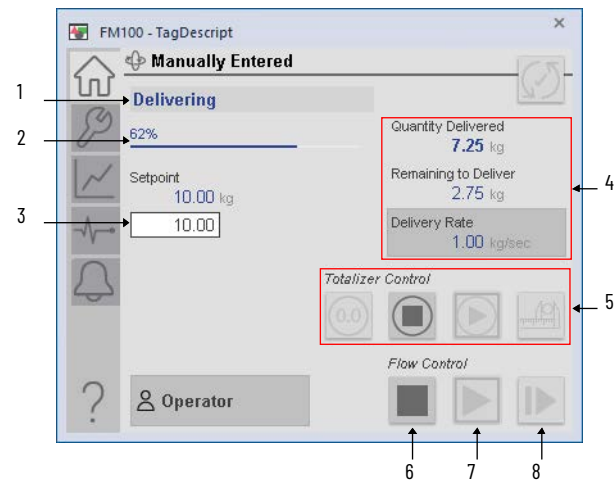 FM100 - TagDescript
Manually Entered
Delivering
62%
Setpoint
10.00 kg
10.00
Quantity Delivered
7.25 kg
Remaining to Deliver
2.75 kg
Delivery Rate
1.00 kg/sec
Totalizer Control
0.0
Flow Control
?
Operator
1
2
3
4
5
6
7
8